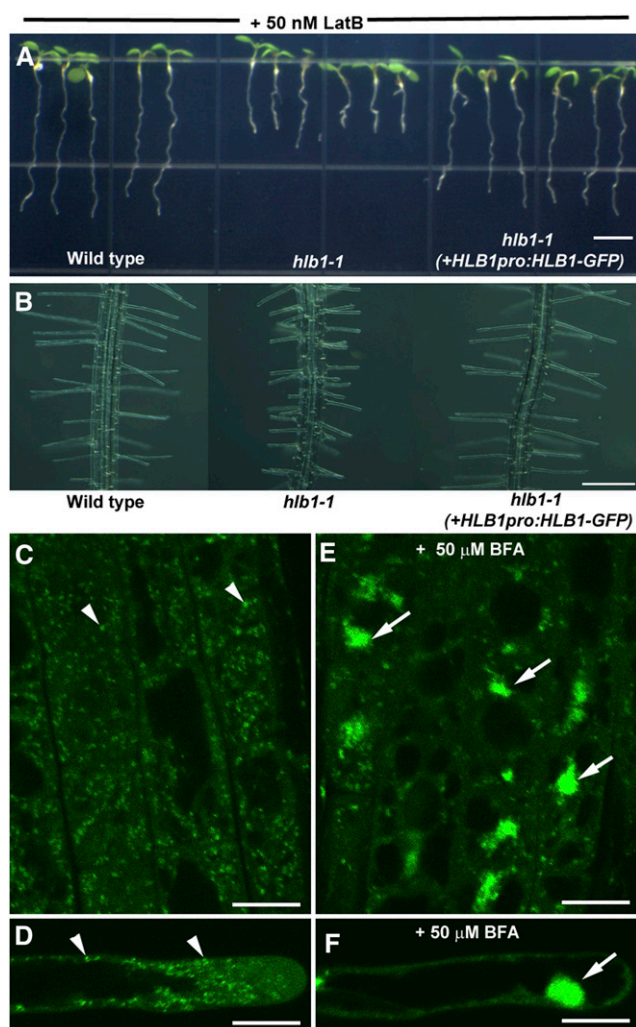 + 50 nM LatB
A
Wild type
hlb1-1
hlb1-1
(+HLB1pro:HLB1-GFP)
B
Wild type
hlb1-1
hlb1-1
(+HLB1pro:HLB1-GFP)
C
E
+ 50 μM BFA
D
F
+ 50 μM BFA